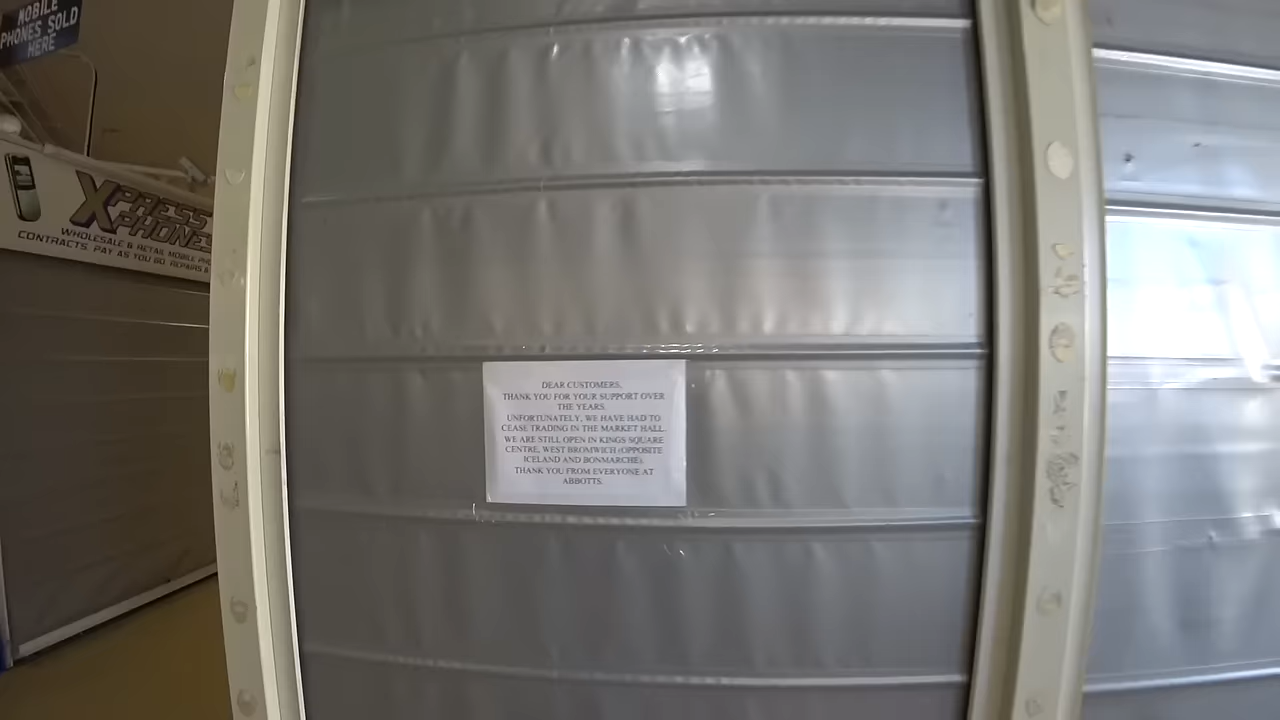 MOBILE
PHONES SOLD
HERE
XPRESS
PHONES
WHOLESALE & RETAIL MOBILE
CONTRACTS, PAY AS YOU GO, REPAIRS &
DEAR CUSTOMERS,
THANK YOU FOR YOUR SUPPORT OVER
THE YEARS.
UNFORTUNATELY, WE HAVE HAD TO
CEASE TRADING IN THE MARKET HALL.
WE ARE STILL OPEN IN KINGS SQUARE
CENTRE, WEST BROMWICH (OPPOSITE
ICELAND AND BONMARCHE).
THANK YOU FROM EVERYONE AT
ABBOTTS.